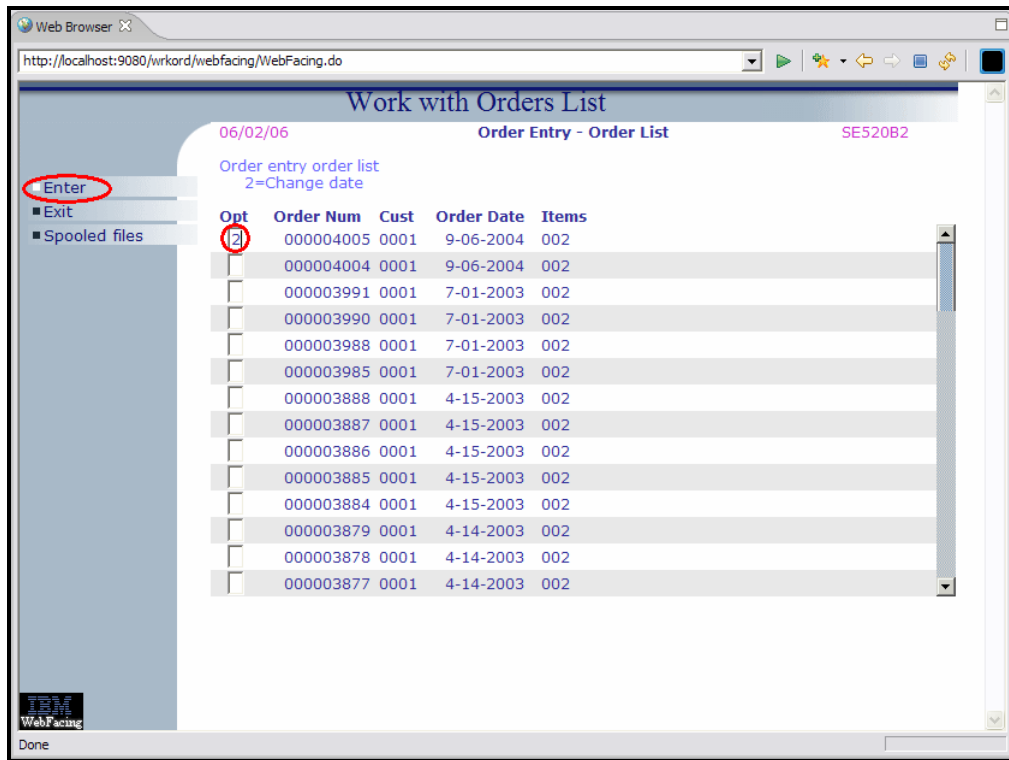 Web Browser
http://localhost:9080/wrkord/webfacing/WebFacing.do
Work with Orders List
06/02/06 Order Entry - Order List SE520B2
Order entry order list
2=Change date
Enter
Exit
Spooled files
Opt Order Num Cust Order Date Items
2 000004005 0001 9-06-2004 002
000004004 0001 9-06-2004 002
000003991 0001 7-01-2003 002
000003990 0001 7-01-2003 002
000003988 0001 7-01-2003 002
000003985 0001 7-01-2003 002
000003888 0001 4-15-2003 002
000003887 0001 4-15-2003 002
000003886 0001 4-15-2003 002
000003885 0001 4-15-2003 002
000003884 0001 4-15-2003 002
000003879 0001 4-14-2003 002
000003878 0001 4-14-2003 002
000003877 0001 4-14-2003 002
IBM
WebFacing
Done